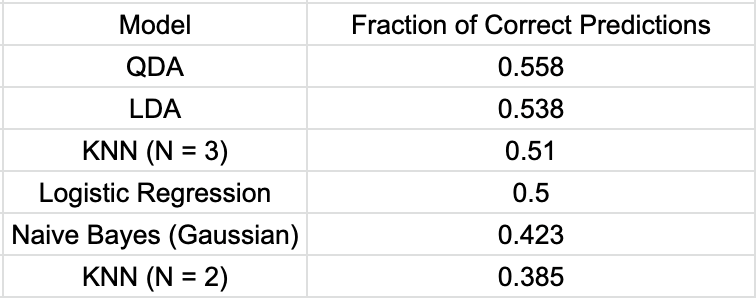 Model Fraction of Correct Predictions
QDA 0.558
LDA 0.538
KNN (N = 3) 0.51
Logistic Regression 0.5
Naive Bayes (Gaussian) 0.423
KNN (N = 2) 0.385